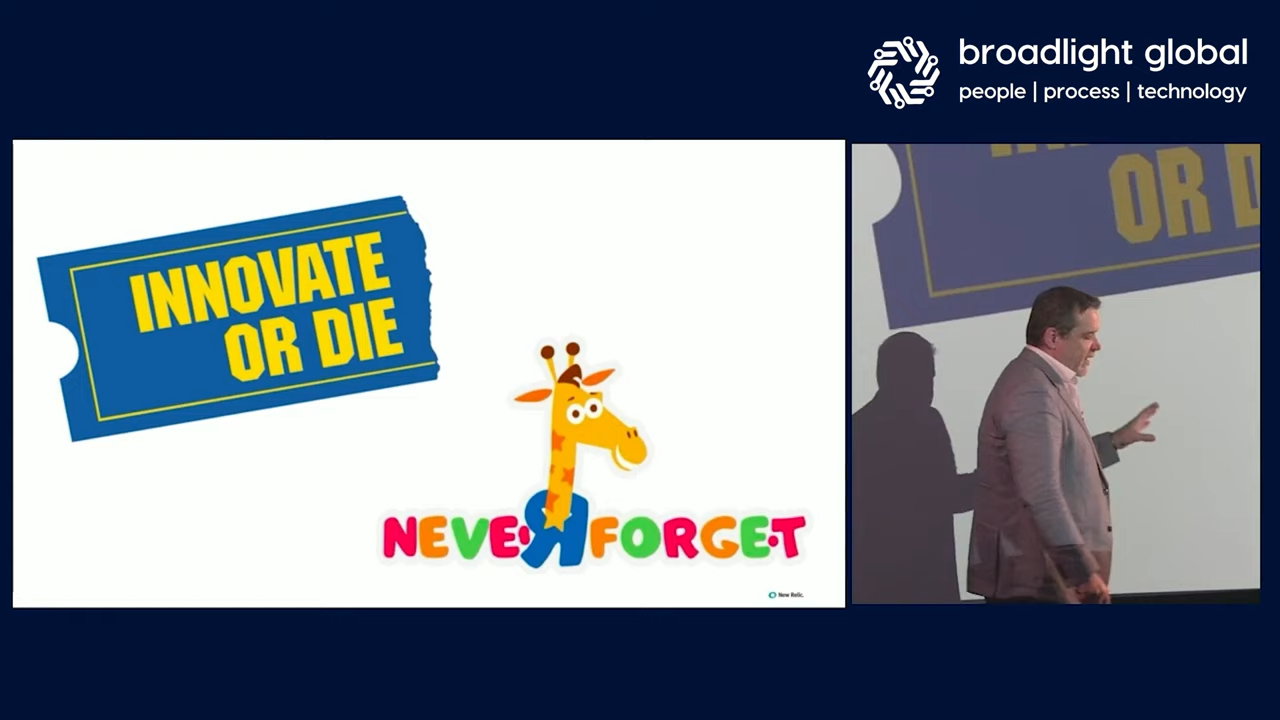 broadlight global
people | process | technology
INNOVATE
OR DIE
NEVER FORGET
New Relic.
OR D